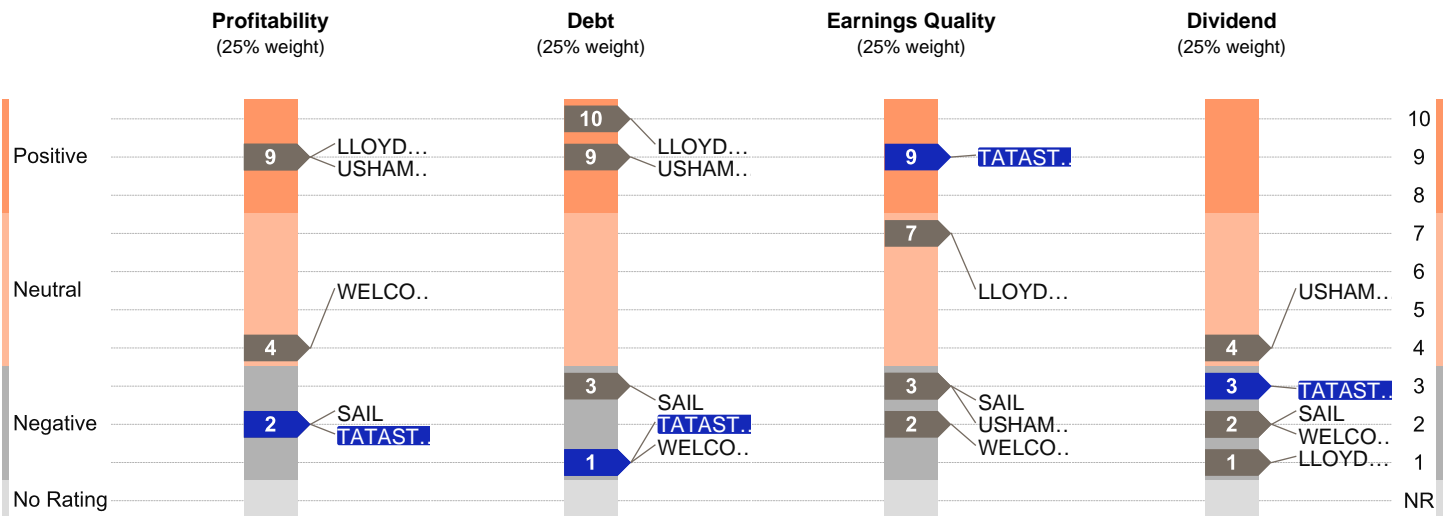 Profitability
(25% weight)
Debt
(25% weight)
Earnings Quality
(25% weight)
Dividend
(25% weight)
Positive
Neutral
Negative
No Rating
9
LLOYD...
USHAM..
4
WELCO..
2
SAIL
TATAST..
10
LLOYD...
9
USHAM..
3
SAIL
1
TATAST..
WELCO..
9
TATAST..
7
LLOYD...
3
SAIL
USHAM..
2
WELCO..
4
USHAM..
3
TATAST..
2
SAIL
WELCO..
1
LLOYD...
10
9
8
7
6
5
4
3
2
1
NR